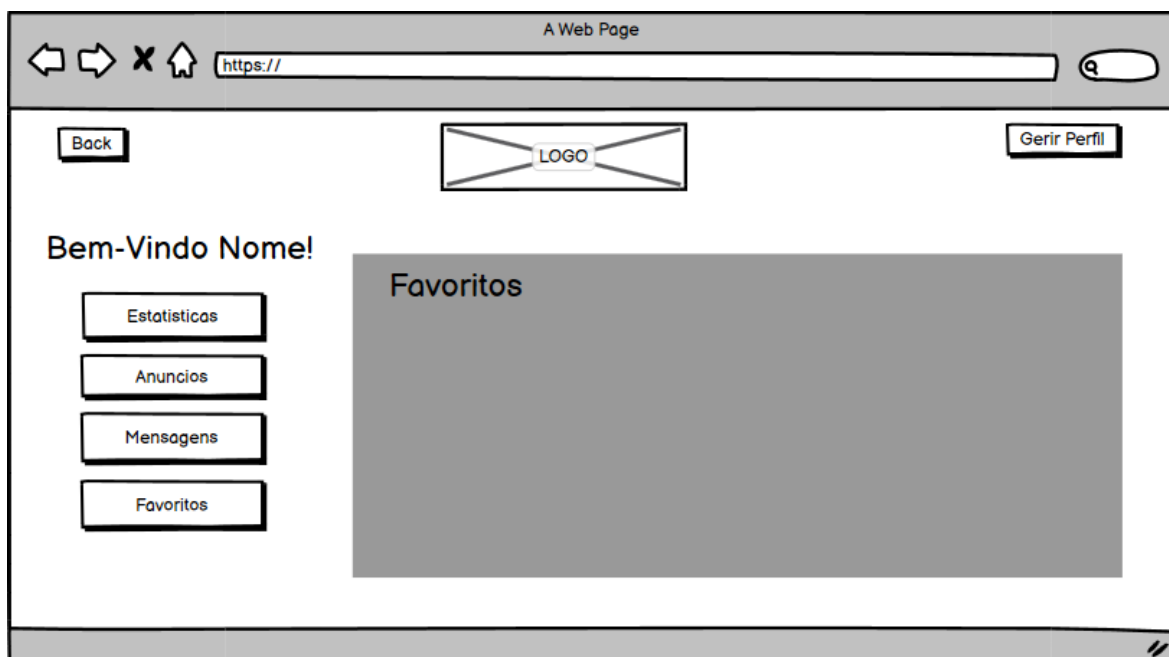 A Web Page
https://
Back
LOGO
Gerir Perfil
Bem-Vindo Nome!
Estatisticas
Anuncios
Mensagens
Favoritos
Favoritos